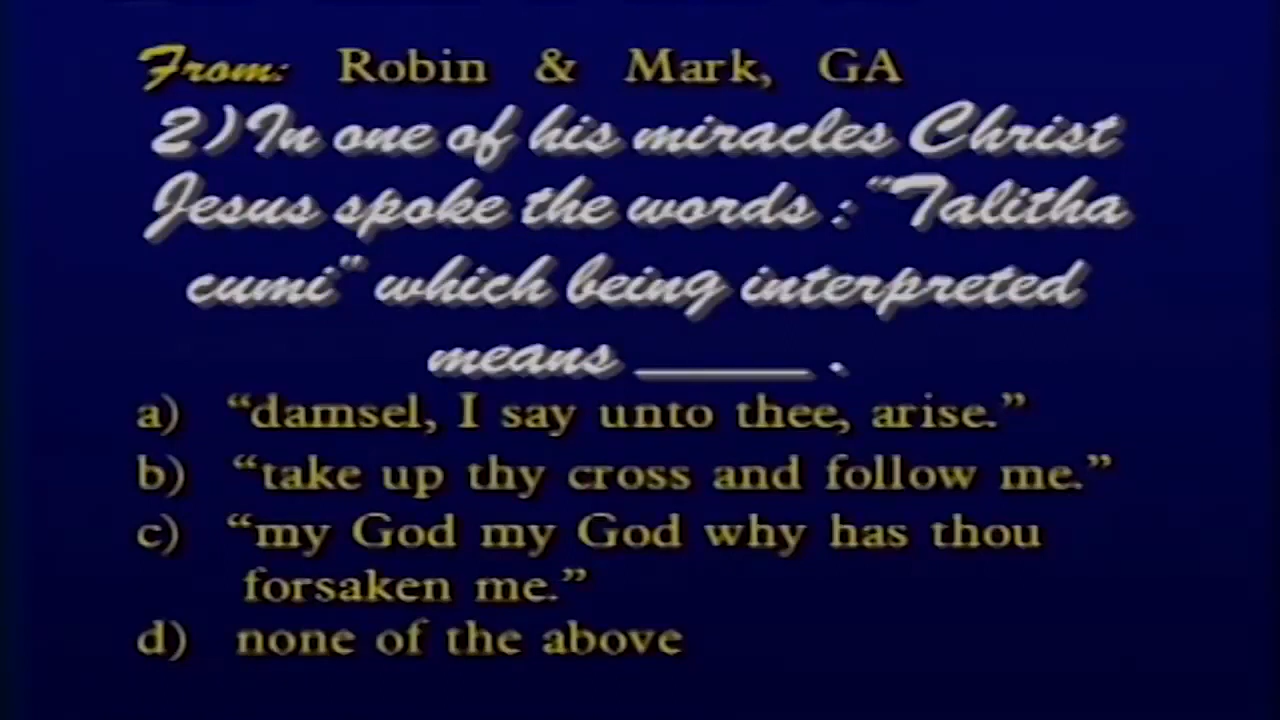 From: Robin & Mark, GA
2) In one of his miracles Christ
Jesus spoke the words : "Talitha
cumi" which being interpreted
means ______ .
a) “damsel, I say unto thee, arise.”
b) “take up thy cross and follow me.”
c) “my God my God why has thou
forsaken me.”
d) none of the above